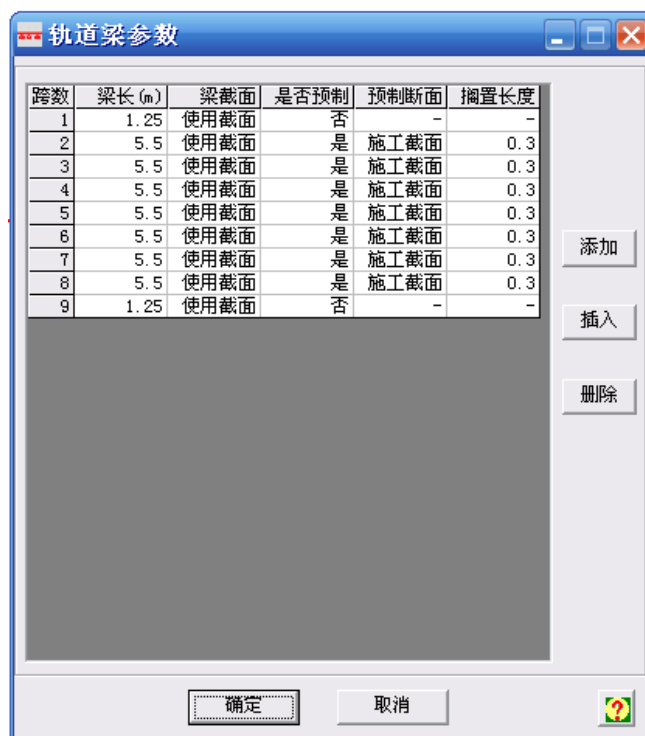 轨道梁参数
跨数 梁长(m) 梁截面 是否预制 预制断面 搁置长度
1 1.25 使用截面 否 - -
2 5.5 使用截面 是 施工截面 0.3
3 5.5 使用截面 是 施工截面 0.3
4 5.5 使用截面 是 施工截面 0.3
5 5.5 使用截面 是 施工截面 0.3
6 5.5 使用截面 是 施工截面 0.3
7 5.5 使用截面 是 施工截面 0.3
8 5.5 使用截面 是 施工截面 0.3
9 1.25 使用截面 否 - -
添加
插入
删除
确定 取消